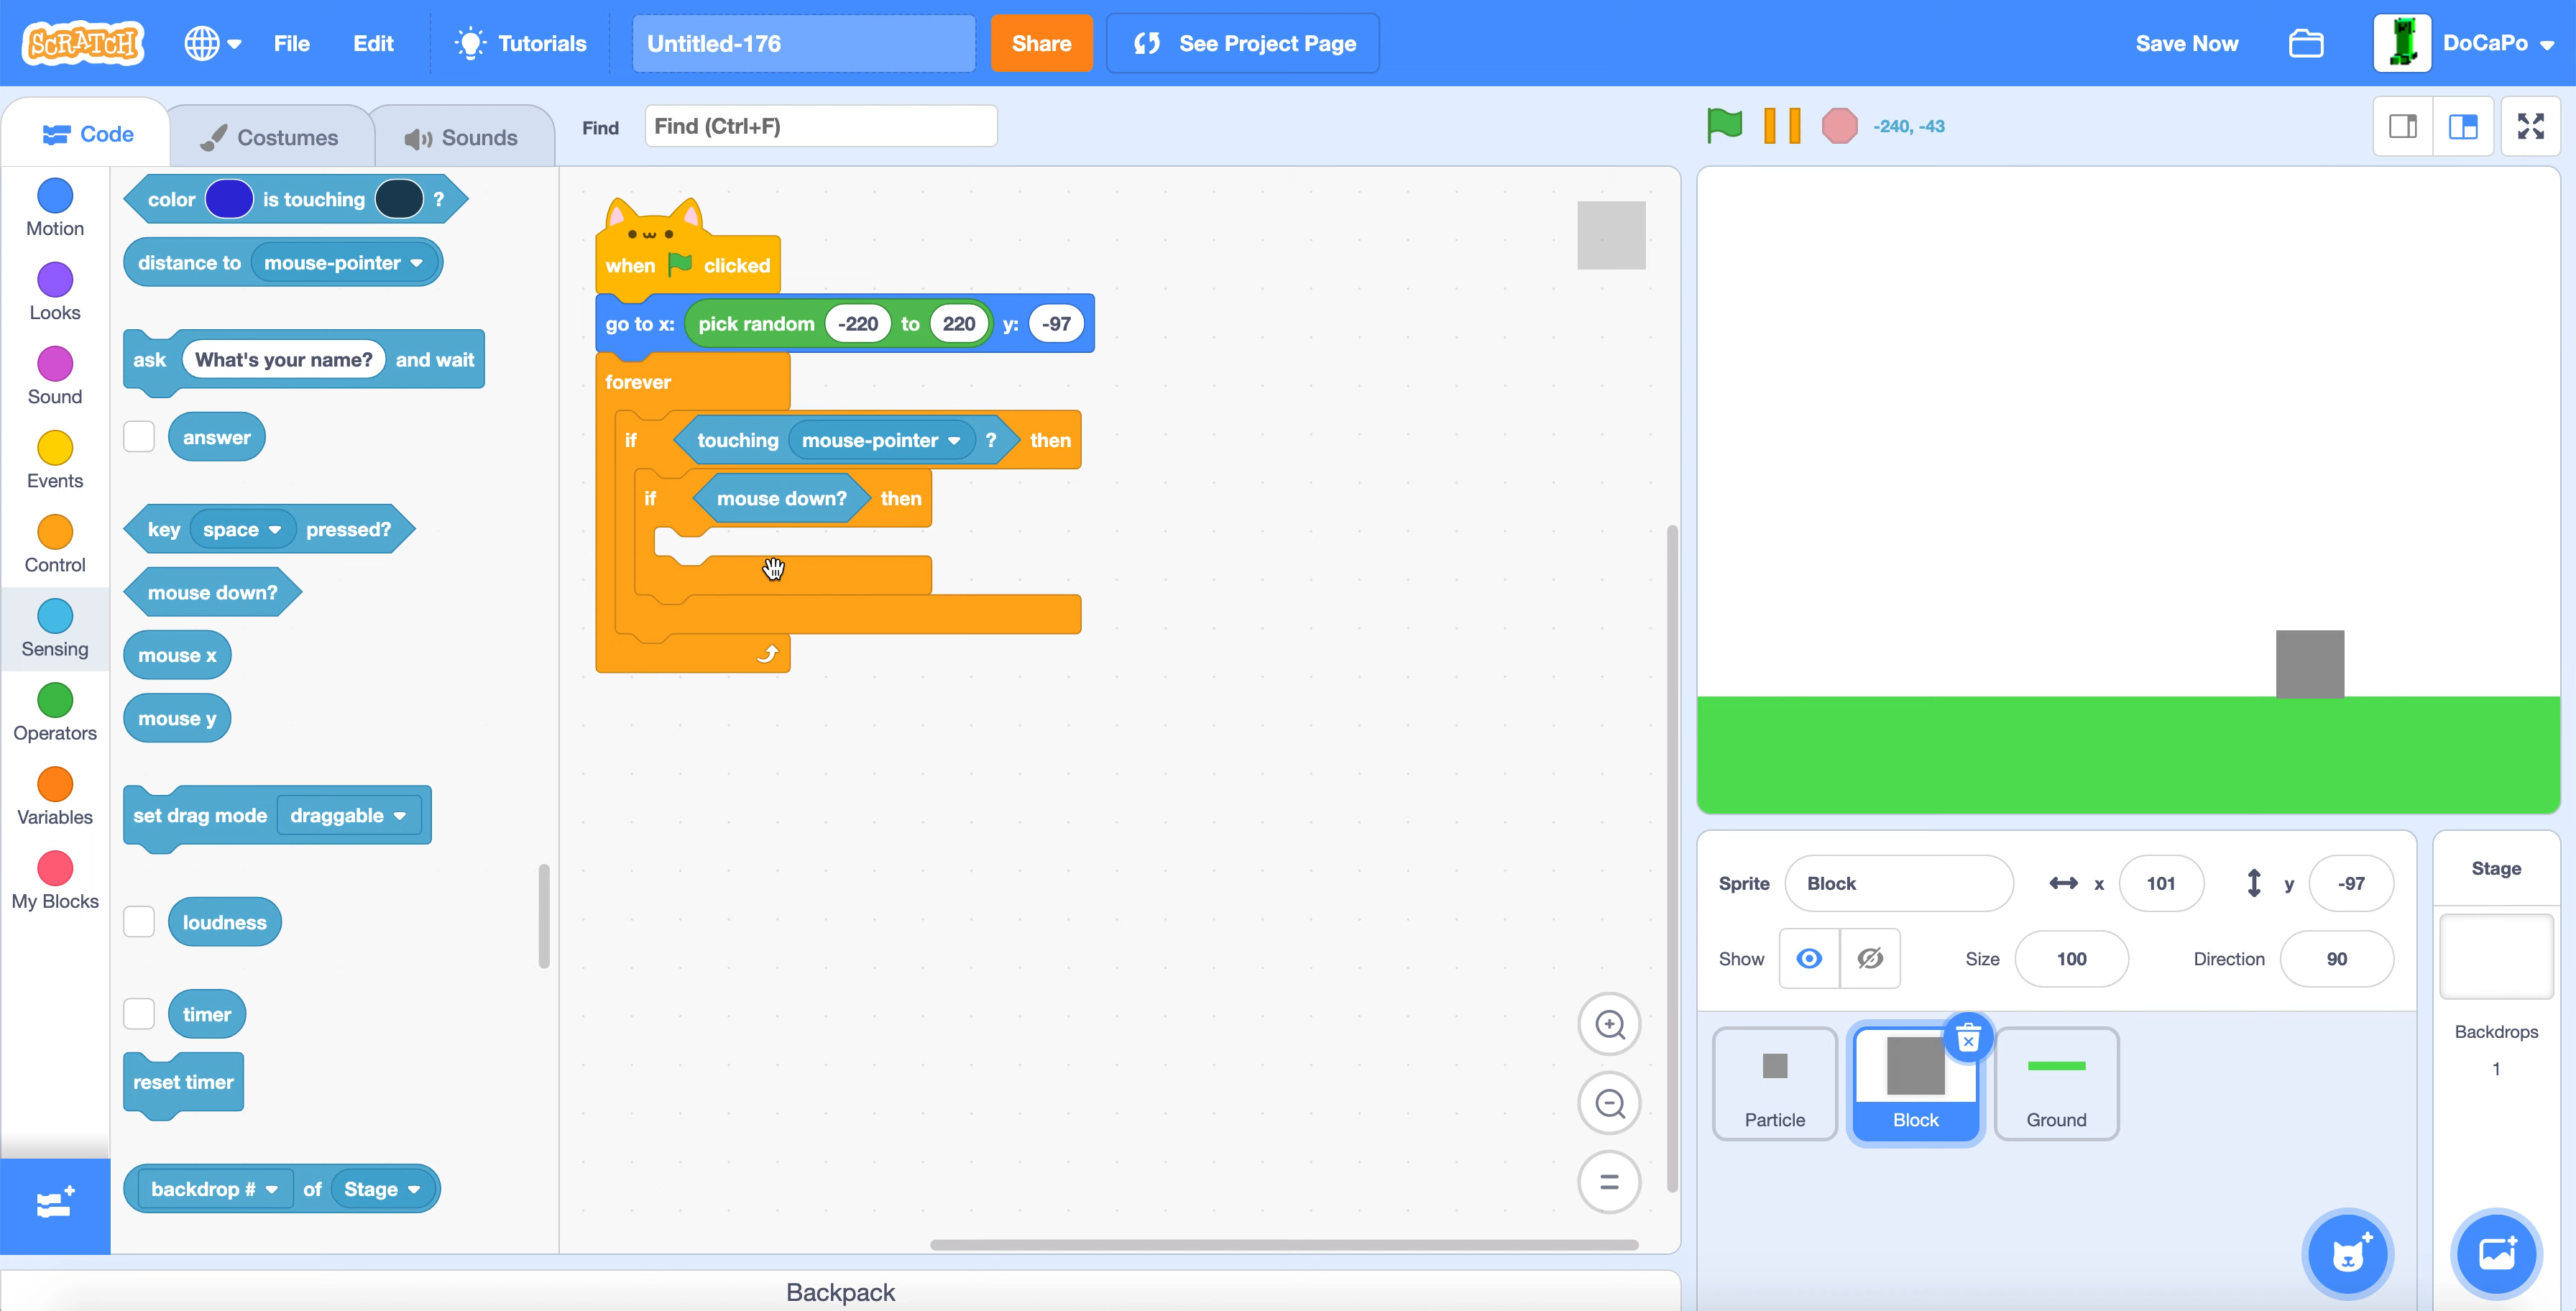 SCRATCH File Edit Tutorials Untitled-176 Share See Project Page Save Now DoCaPo
Code Costumes Sounds Find Find (Ctrl+F) -240, -43
Motion
Looks
Sound
Events
Control
Sensing
Operators
Variables
My Blocks
color is touching ?
distance to mouse-pointer
ask What's your name? and wait
answer
key space pressed?
mouse down?
mouse x
mouse y
set drag mode draggable
loudness
timer
reset timer
backdrop # of Stage
when clicked
go to x: pick random -220 to 220 y: -97
forever
if touching mouse-pointer ? then
if mouse down? then
Backpack
Sprite Block x 101 y -97
Show Size 100 Direction 90
Particle Block Ground
Stage
Backdrops
1